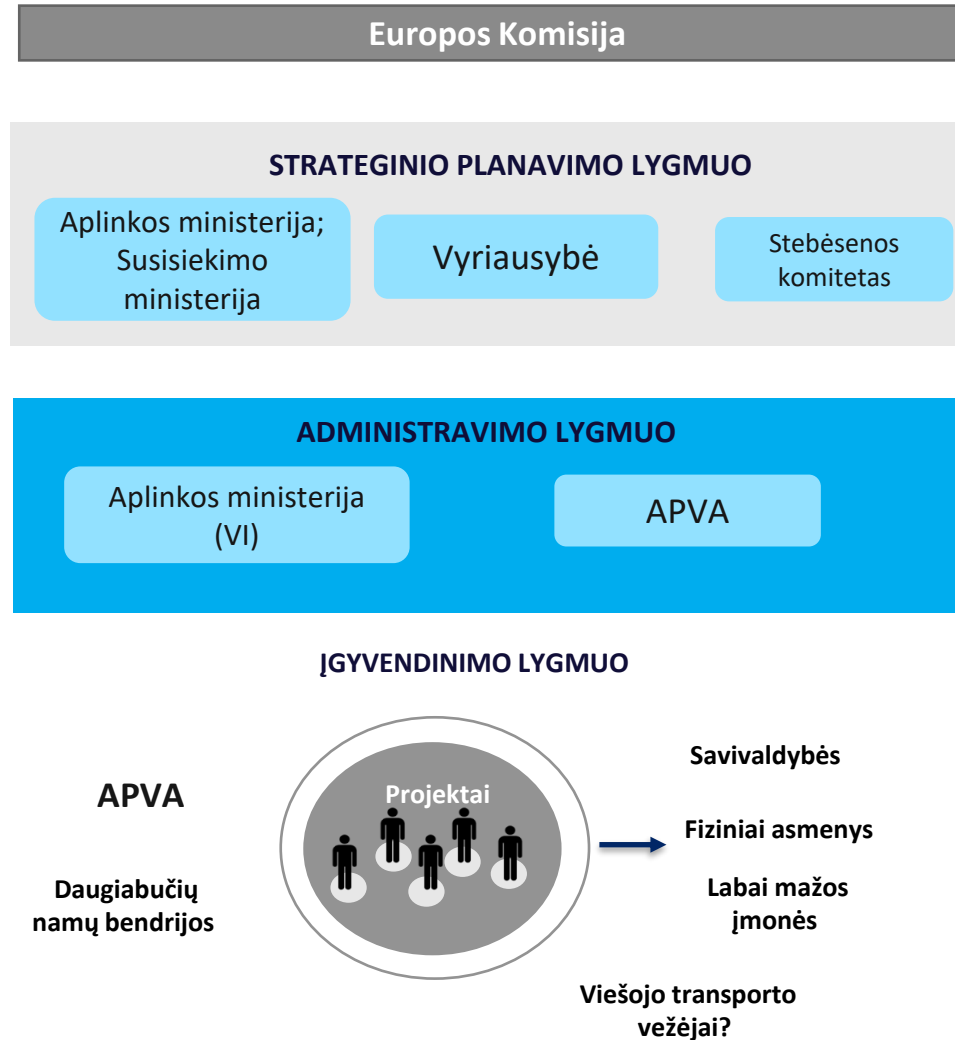 Europos Komisija
STRATEGINIO PLANAVIMO LYGMUO
Aplinkos ministerija;
Susisiekimo
ministerija
Vyriausybė
Stebėsenos
komitetas
ADMINISTRAVIMO LYGMUO
Aplinkos ministerija
(VI)
APVA
ĮGYVENDINIMO LYGMUO
APVA
Daugiabučių
namų bendrijos
Projektai
Savivaldybės
Fiziniai asmenys
Labai mažos
įmonės
Viešojo transporto
vežėjai?